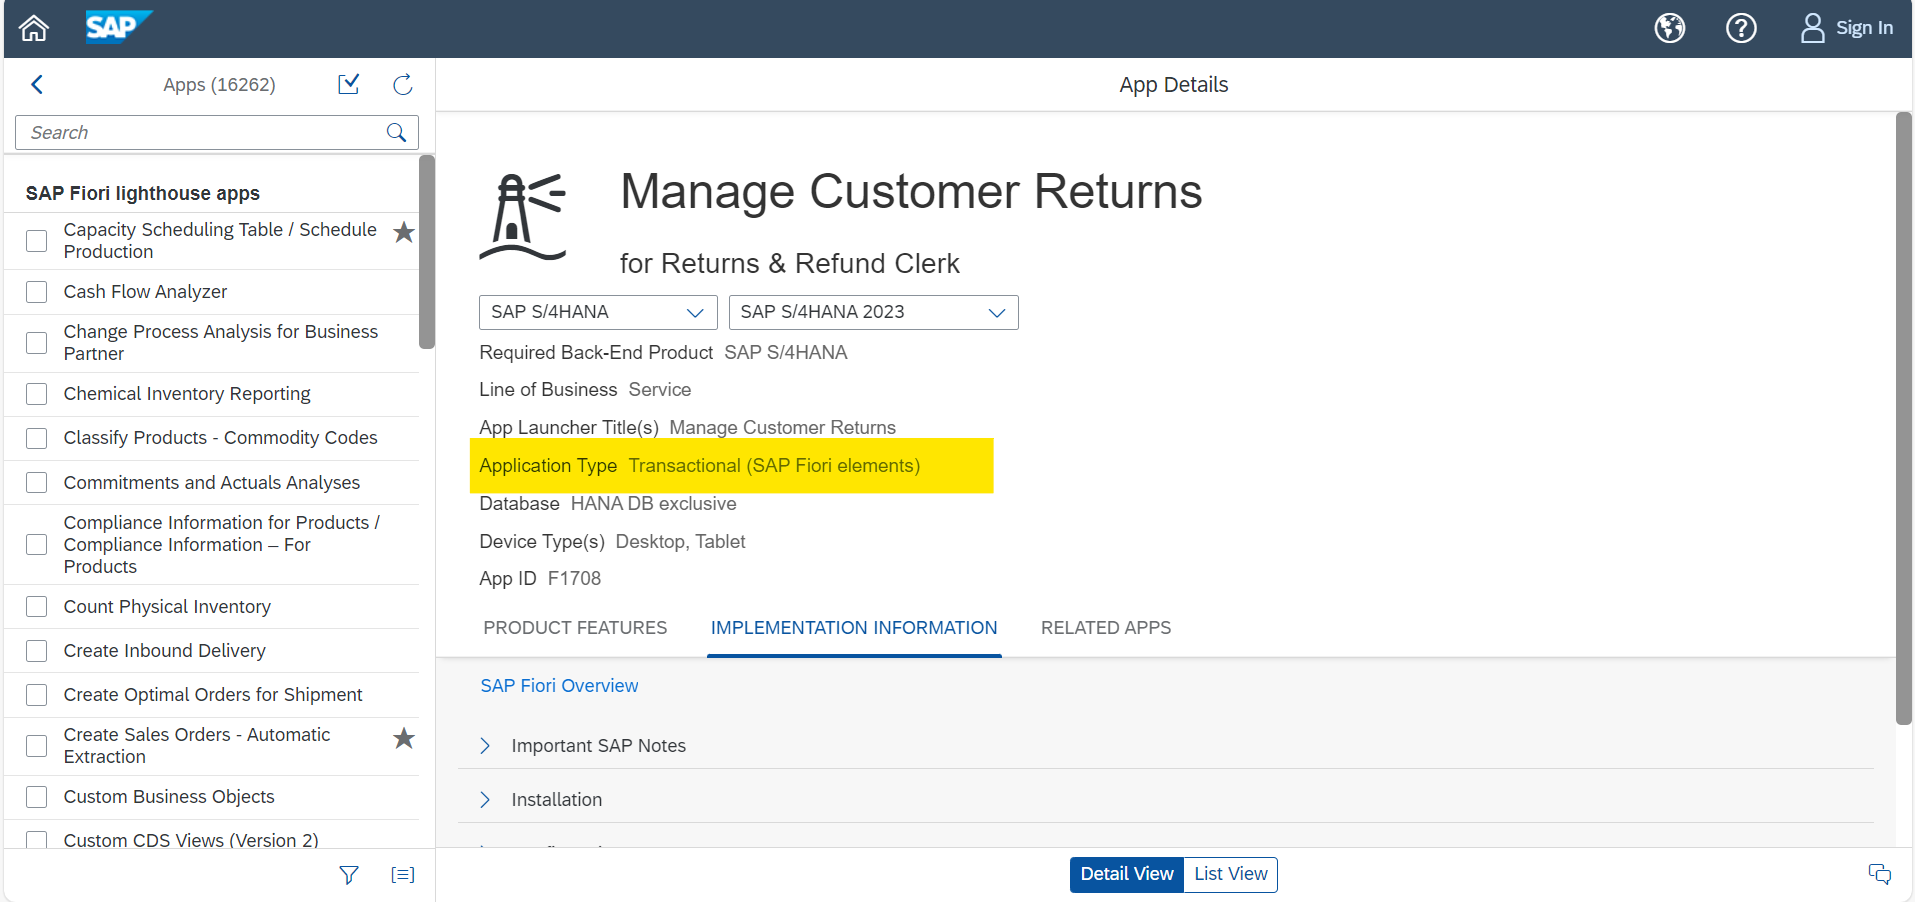 SAP
Sign In
Apps (16262)
Search
SAP Fiori lighthouse apps
Capacity Scheduling Table / Schedule
Production
Cash Flow Analyzer
Change Process Analysis for Business
Partner
Chemical Inventory Reporting
Classify Products - Commodity Codes
Commitments and Actuals Analyses
Compliance Information for Products /
Compliance Information – For
Products
Count Physical Inventory
Create Inbound Delivery
Create Optimal Orders for Shipment
Create Sales Orders - Automatic
Extraction
Custom Business Objects
Custom CDS Views (Version 2)
App Details
Manage Customer Returns
for Returns & Refund Clerk
SAP S/4HANA
SAP S/4HANA 2023
Required Back-End Product SAP S/4HANA
Line of Business Service
App Launcher Title(s) Manage Customer Returns
Application Type Transactional (SAP Fiori elements)
Database HANA DB exclusive
Device Type(s) Desktop, Tablet
App ID F1708
PRODUCT FEATURES
IMPLEMENTATION INFORMATION
RELATED APPS
SAP Fiori Overview
Important SAP Notes
Installation
Detail View
List View